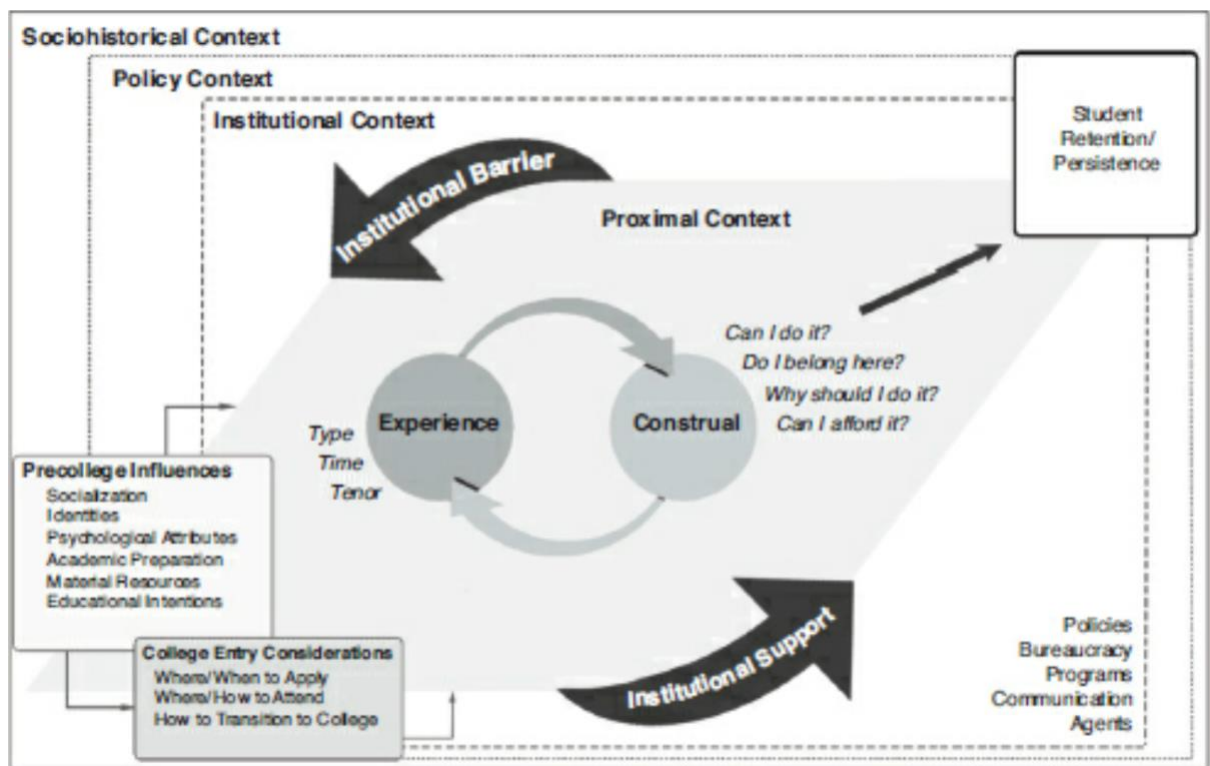 Sociohistorical Context
Policy Context
Institutional Context
Student
Retention/
Persistence
Institutional Barrier
Proximal Context
Can I do it?
Do I belong here?
Why should I do it?
Can I afford it?
Experience
Construal
Type
Time
Tenor
Precollege Influences
Socialization
Identities
Psychological Attributes
Academic Preparation
Material Resources
Educational Intentions
College Entry Considerations
Where/When to Apply
Where/How to Attend
How to Transition to College
Institutional Support
Policies
Bureaucracy
Programs
Communication
Agents